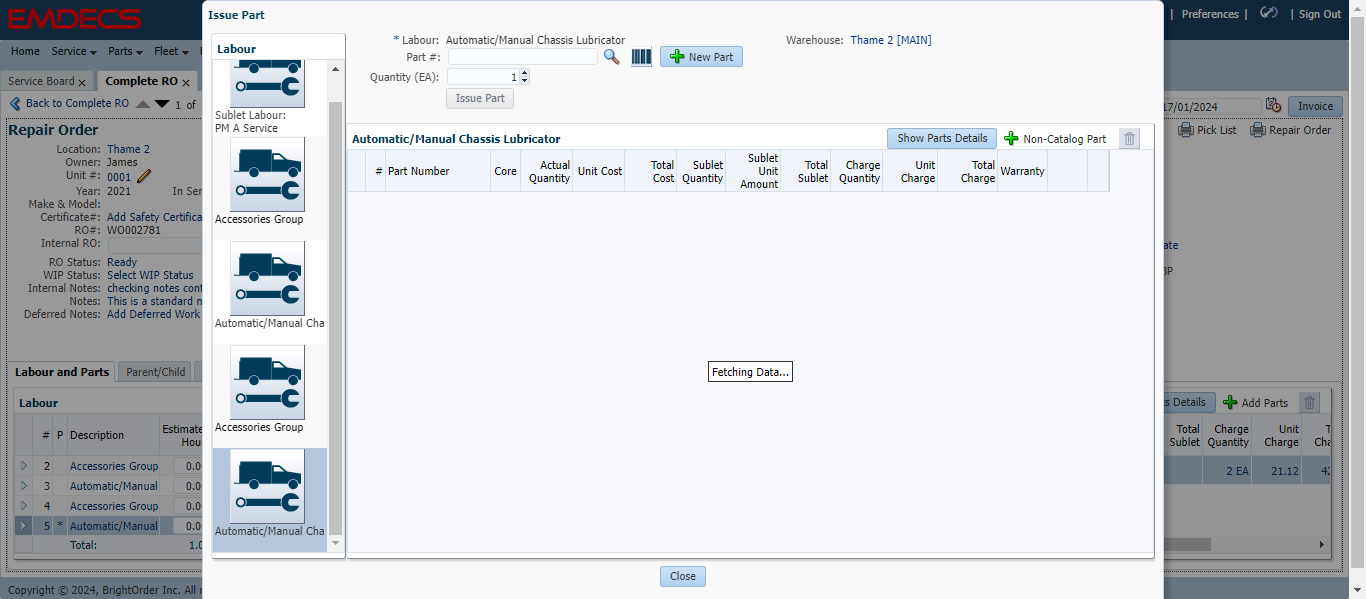 EMDECS
| Preferences | | Sign Out
Home Service Parts Fleet
Service Board x Complete RO x
Back to Complete RO 1 of
17/01/2024 Invoice
Pick List Repair Order
Repair Order
Location: Thame 2
Owner: James
Unit #: 0001
Year: 2021 In Ser
Make & Model:
Certificate#: Add Safety Certifica
RO#: WO002781
Internal RO:
RO Status: Ready
WIP Status: Select WIP Status
Internal Notes: checking notes cont
Notes: This is a standard n
Deferred Notes: Add Deferred Work
ate
BP
Labour and Parts Parent/Child
Labour
# P Description Estimate
Hou
2 Accessories Group 0.0
3 Automatic/Manual 0.0
4 Accessories Group 0.0
5 * Automatic/Manual 0.0
Total: 1.0
Copyright © 2024, BrightOrder Inc. All
Issue Part
Labour
Sublet Labour:
PM A Service
Accessories Group
Automatic/Manual Cha
Accessories Group
Automatic/Manual Cha
* Labour: Automatic/Manual Chassis Lubricator
Warehouse: Thame 2 [MAIN]
Part #: New Part
Quantity (EA): 1
Issue Part
Automatic/Manual Chassis Lubricator Show Parts Details Non-Catalog Part
# Part Number Core Actual Quantity Unit Cost Total Cost Sublet Quantity Sublet Unit Amount Total Sublet Charge Quantity Unit Charge Total Charge Warranty
Fetching Data...
Close
s Details Add Parts
Total Sublet Charge Quantity Unit Charge T
Cha
2 EA 21.12 42